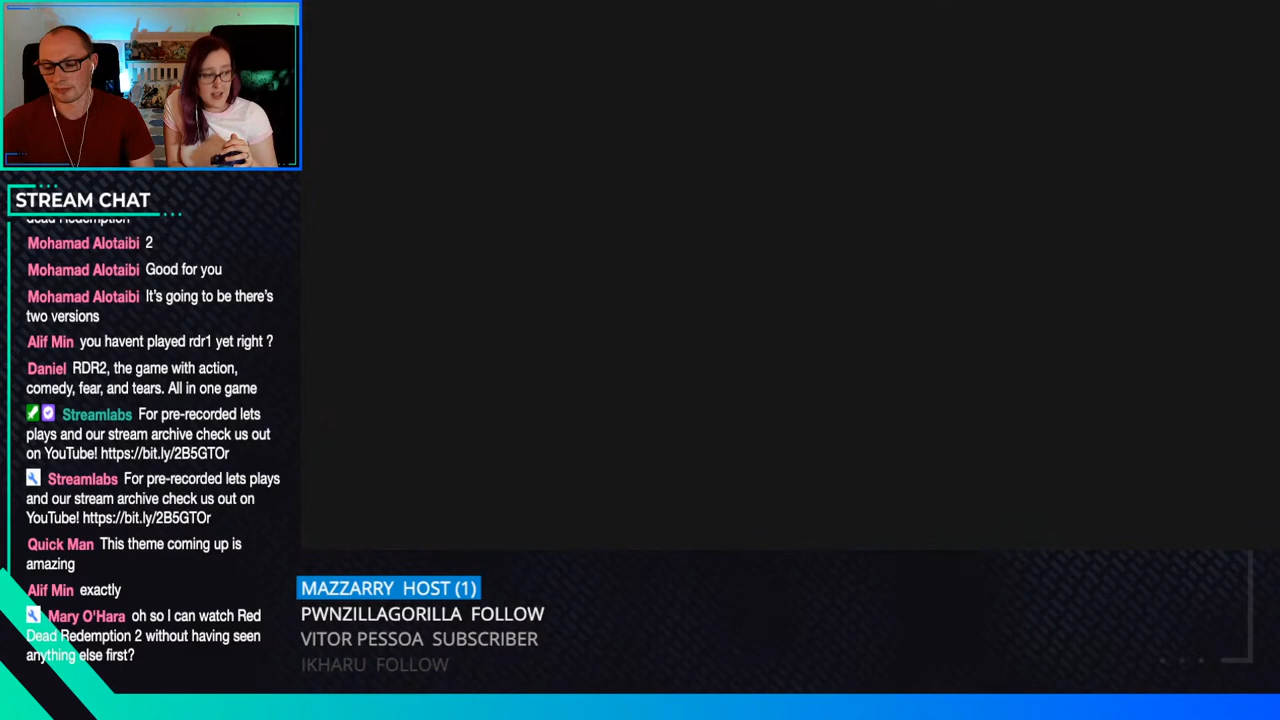 STREAM CHAT
dead Redemption
Mohamad Alotaibi 2
Mohamad Alotaibi Good for you
Mohamad Alotaibi It's going to be there's
two versions
Alif Min you havent played rdr1 yet right ?
Daniel RDR2, the game with action,
comedy, fear, and tears. All in one game
Streamlabs For pre-recorded lets
plays and our stream archive check us out
on YouTube! https://bit.ly/2B5GTOr
Streamlabs For pre-recorded lets plays
and our stream archive check us out on
YouTube! https://bit.ly/2B5GTOr
Quick Man This theme coming up is
amazing
Alif Min exactly
Mary O'Hara oh so I can watch Red
Dead Redemption 2 without having seen
anything else first?
MAZZARRY HOST (1)
PWNZILLAGORILLA FOLLOW
VITOR PESSOA SUBSCRIBER
IKHARU FOLLOW